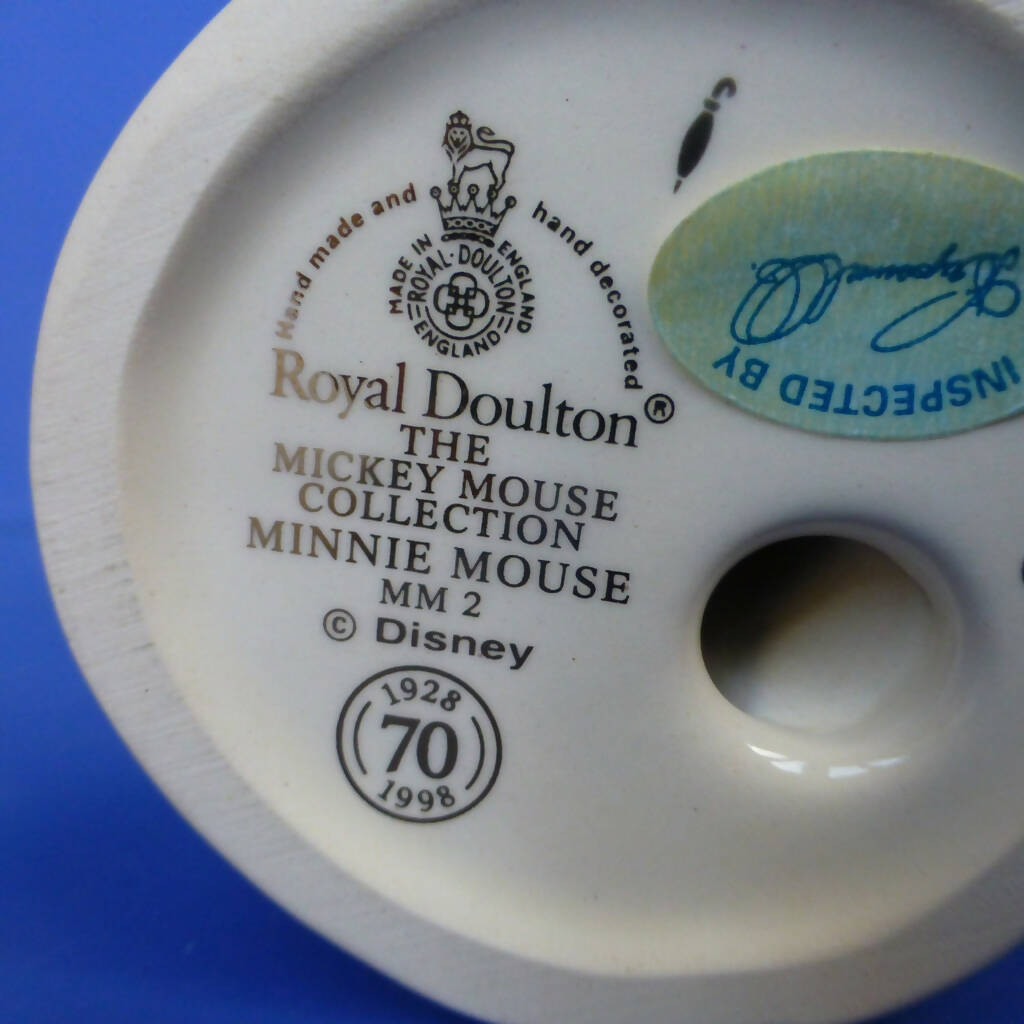 Hand made and hand decorated
MADE IN ENGLAND
ROYAL·DOULTON
ENGLAND
Royal Doulton®
THE
MICKEY MOUSE
COLLECTION
MINNIE MOUSE
MM 2
© Disney
1928
70
1998
INSPECTED BY